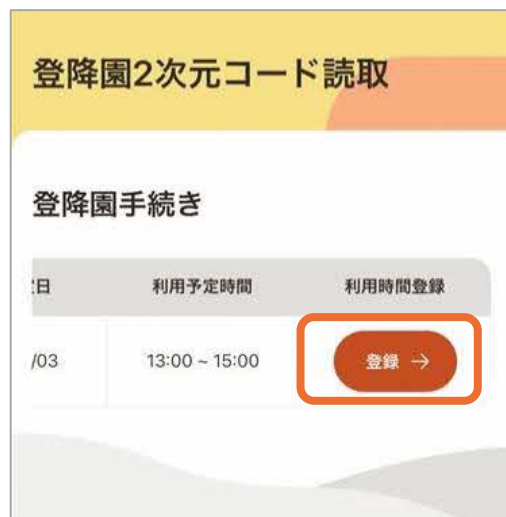 登降園2次元コード読取
登降園手続き
日 利用予定時間 利用時間登録
/03 13:00 ~ 15:00 登録 →